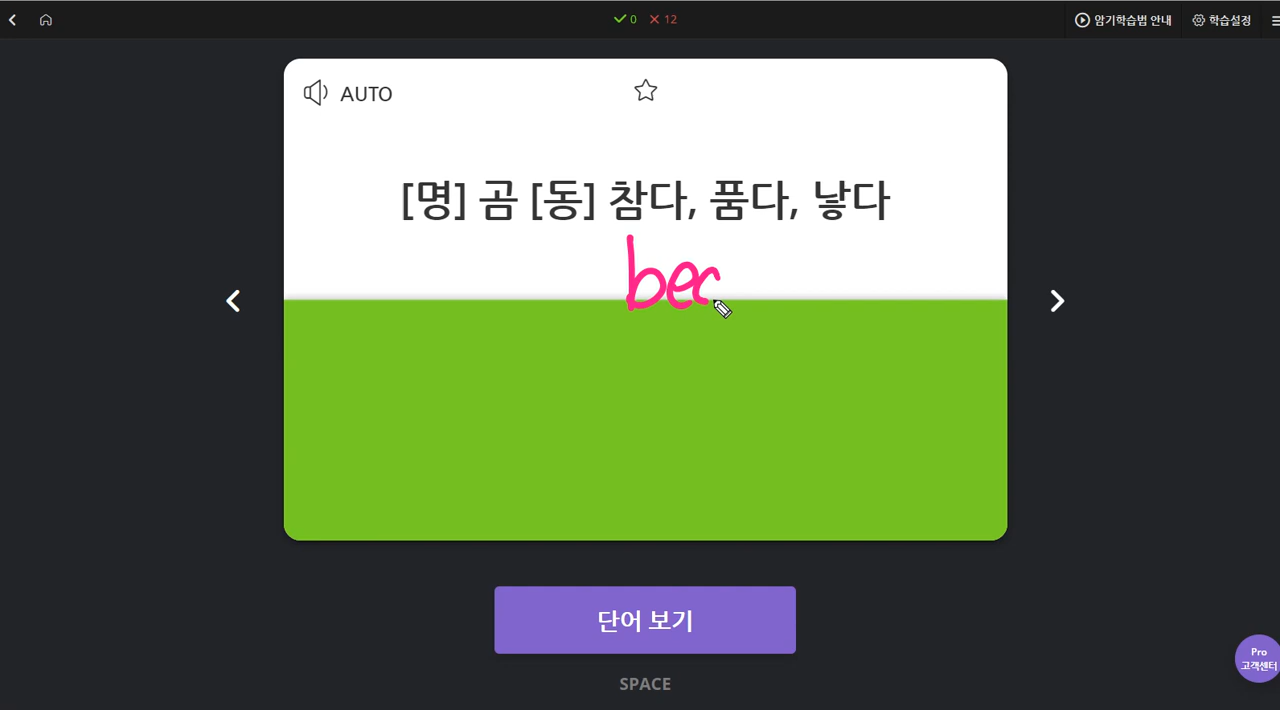 0 12 암기학습법 안내 학습설정
AUTO
[명] 곰 [동] 참다, 품다, 낳다
bec
단어 보기
SPACE
Pro
고객센터